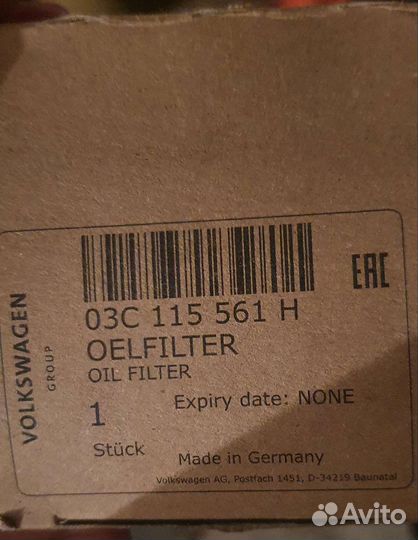 VOLKSWAGEN
GROUP
EAC
03C 115 561 H
OELFILTER
OIL FILTER
1
Expiry date: NONE
Stück
Made in Germany
Volkswagen AG, Postfach 1451, D-34219 Baunatal
Avito